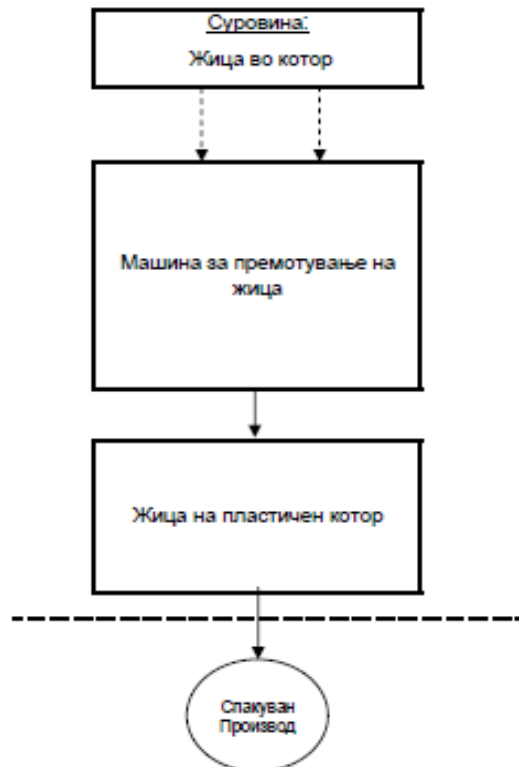 Суровина:
Жица во котор
Машина за премотување на
жица
Жица на пластичен котор
Спакуван
Производ